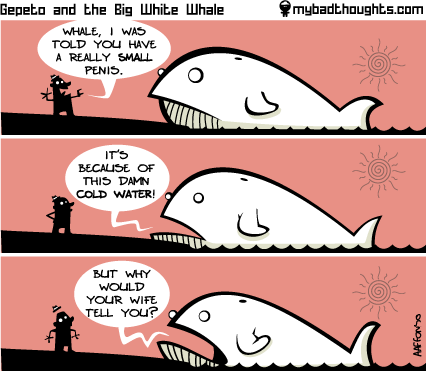 Gepeto and the Big White Whale
mybadthoughts.com
WHALE, I WAS
TOLD YOU HAVE
A REALLY SMALL
PENIS.
IT'S
BECAUSE OF
THIS DAMN
COLD WATER!
BUT WHY
WOULD
YOUR WIFE
TELL YOU?